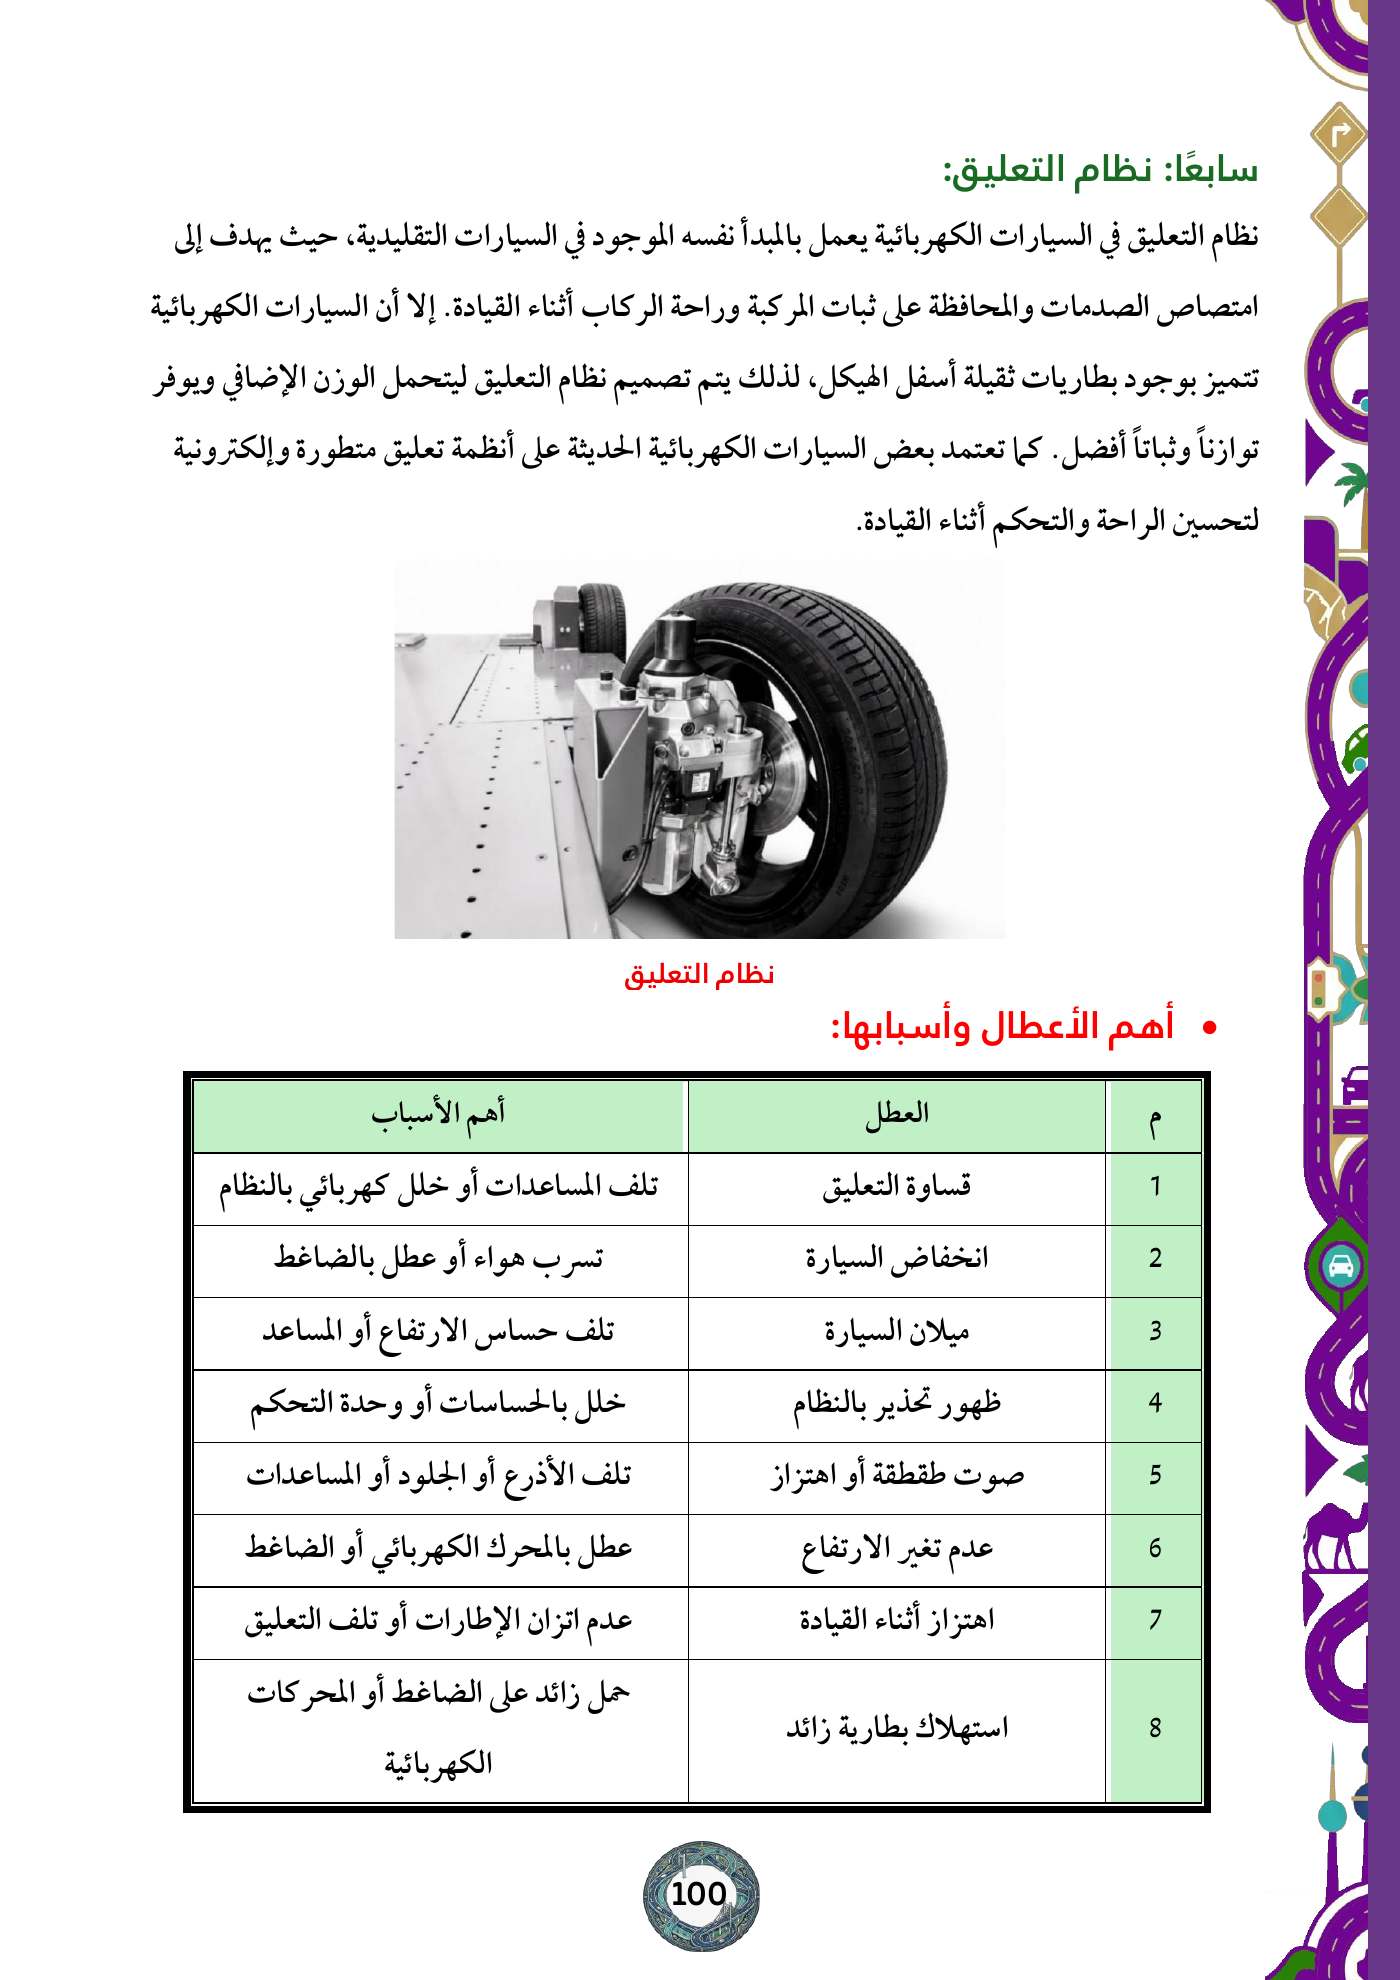 سابعًا: نظام التعليق:
نظام التعليق في السيارات الكهربائية يعمل بالمبدأ نفسه الموجود في السيارات التقليدية، حيث يهدف إلى
امتصاص الصدمات والمحافظة على ثبات المركبة وراحة الركاب أثناء القيادة. إلا أن السيارات الكهربائية
تتميز بوجود بطاريات ثقيلة أسفل الهيكل، لذلك يتم تصميم نظام التعليق ليتحمل الوزن الإضافي ويوفر
توازناً وثباتاً أفضل. كما تعتمد بعض السيارات الكهربائية الحديثة على أنظمة تعليق متطورة وإلكترونية
لتحسين الراحة والتحكم أثناء القيادة.
نظام التعليق
• أهم الأعطال وأسبابها:
م العطل أهم الأسباب
1 قساوة التعليق تلف المساعدات أو خلل كهربائي بالنظام
2 انخفاض السيارة تسرب هواء أو عطل بالضاغط
3 ميلان السيارة تلف حساس الارتفاع أو المساعد
4 ظهور تحذير بالنظام خلل بالحساسات أو وحدة التحكم
5 صوت طقطقة أو اهتزاز تلف الأذرع أو الجلود أو المساعدات
6 عدم تغير الارتفاع عطل بالمحرك الكهربائي أو الضاغط
7 اهتزاز أثناء القيادة عدم اتزان الإطارات أو تلف التعليق
8 استهلاك بطارية زائد حمل زائد على الضاغط أو المحركات
الكهربائية
100